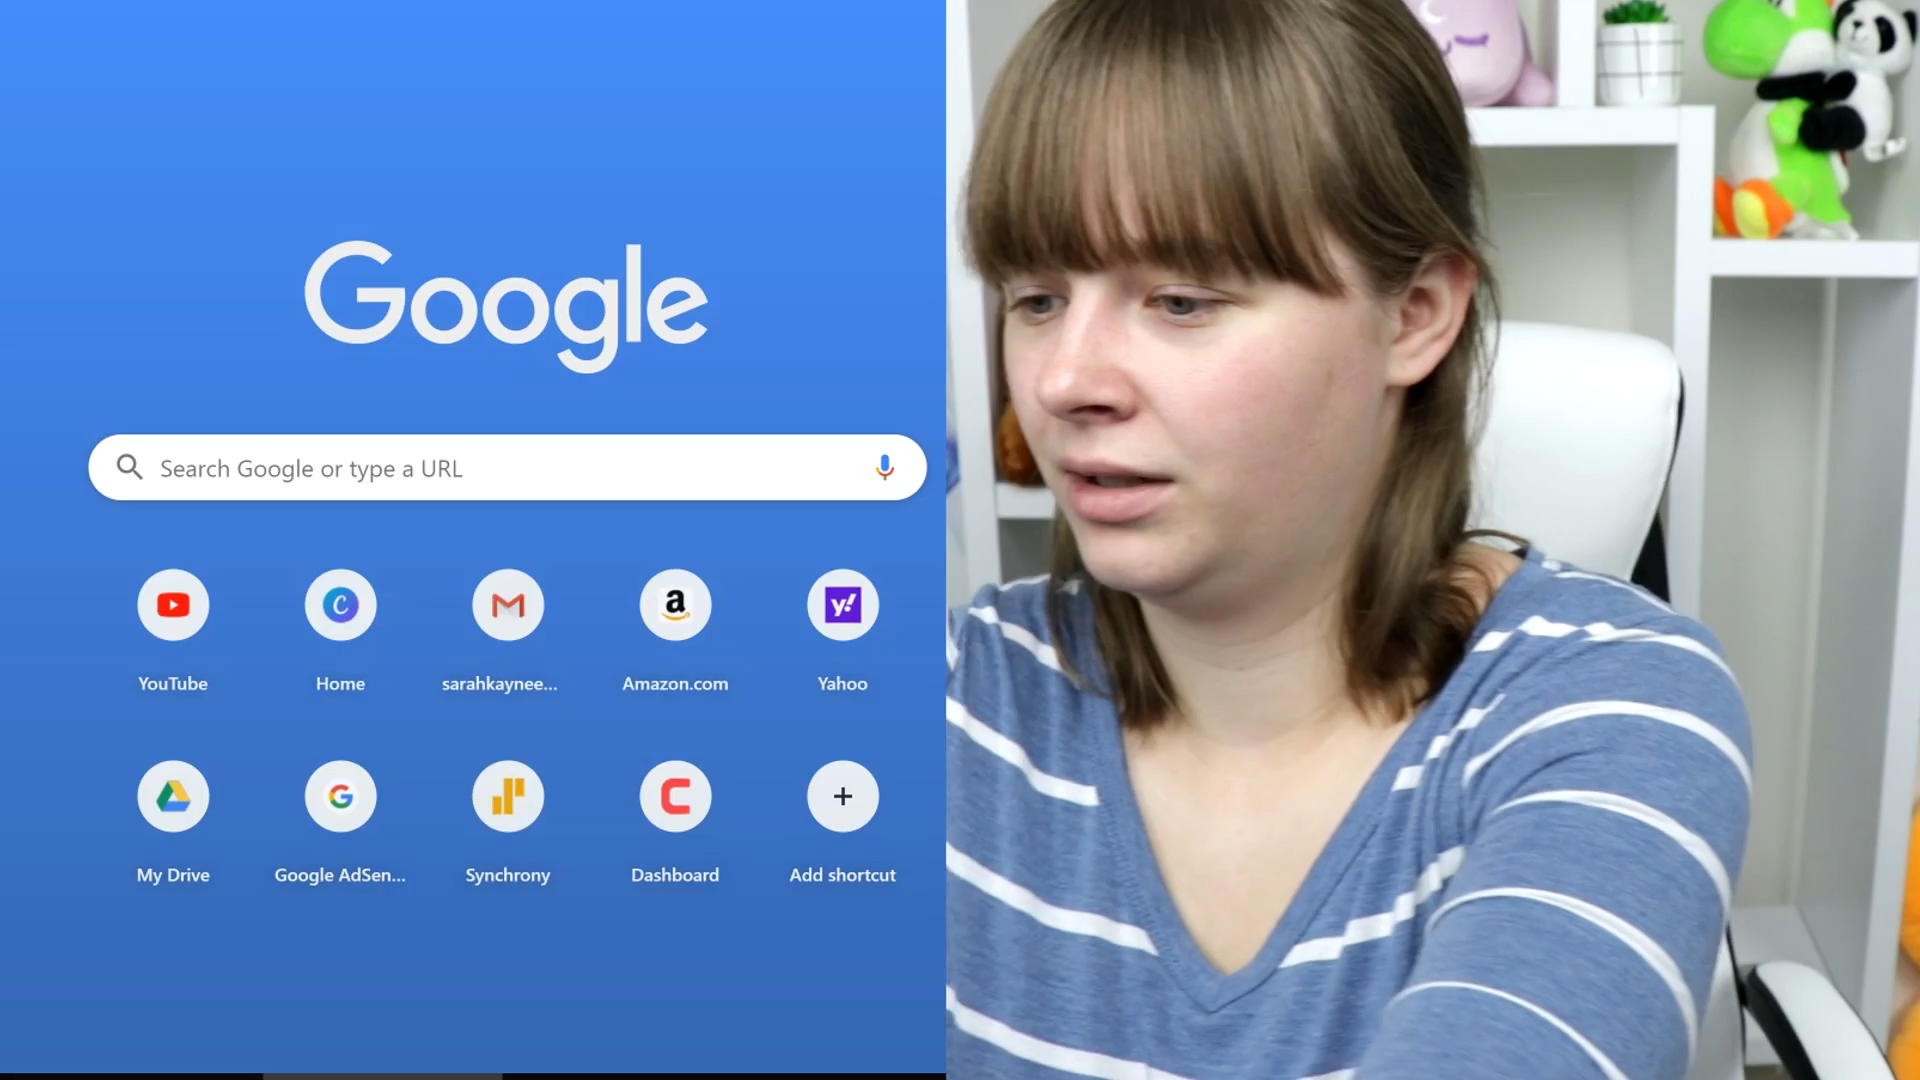 Google
Search Google or type a URL
YouTube
Home
sarahkaynee...
Amazon.com
Yahoo
My Drive
Google AdSen...
Synchrony
Dashboard
Add shortcut